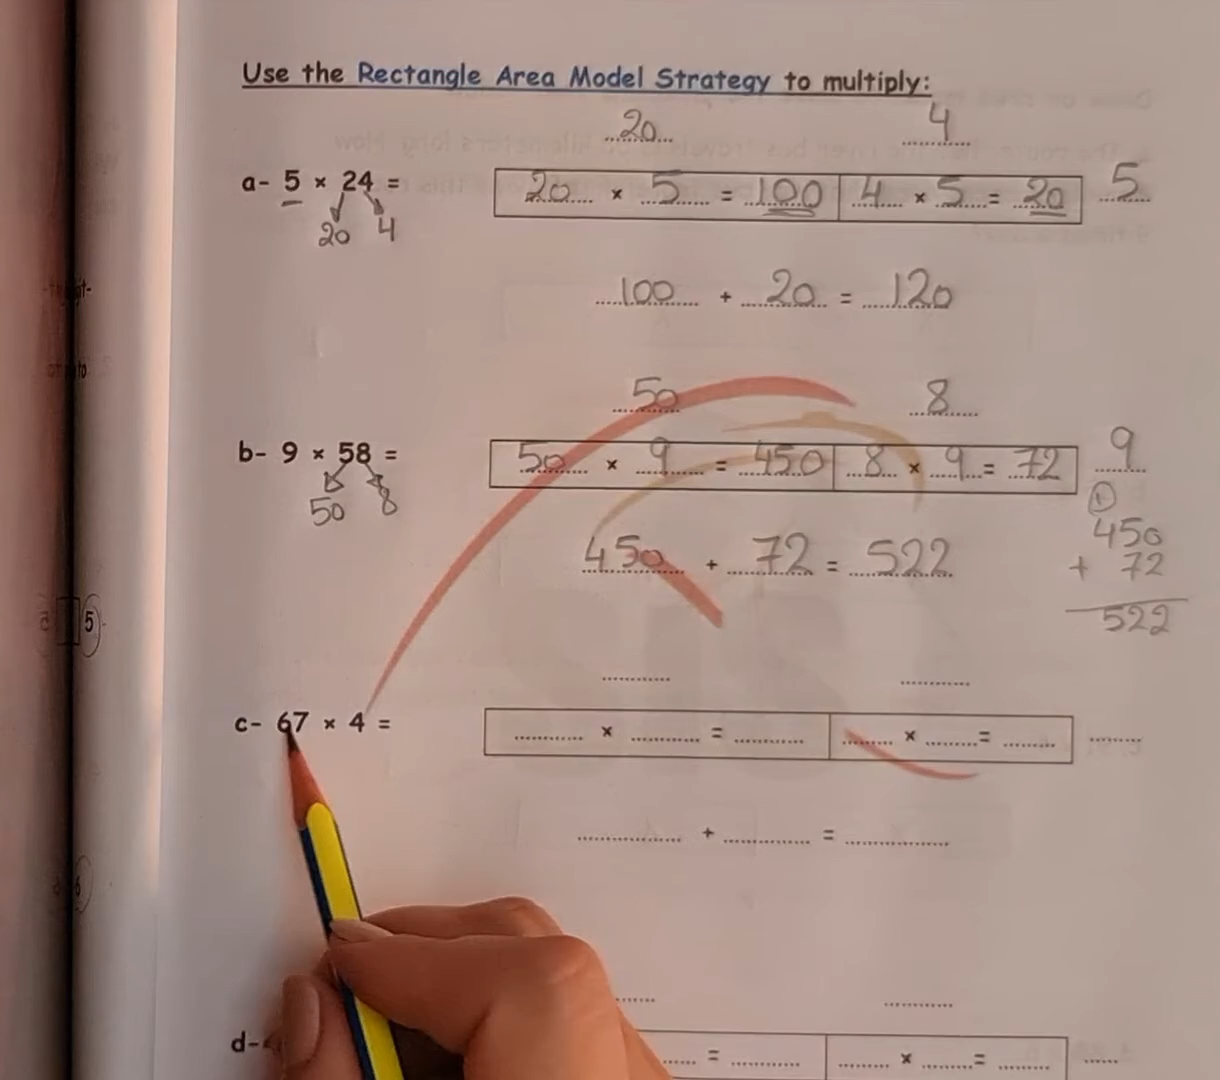 Use the Rectangle Area Model Strategy to multiply:
20 4
a- 5 × 24 = 20 × 5 = 100 4 × 5 = 20 5
20 4
100 + 20 = 120
50 8
b- 9 × 58 = 50 × 9 = 450 8 × 9 = 72 9
50 8
1
450
450 + 72 = 522 + 72
522
c- 67 × 4 = ........ × ........ = ........ ........ × ........ = ........ ........
........ + ........ = ........
5
d- ........ = ........ ........ × ........ = ........ ........